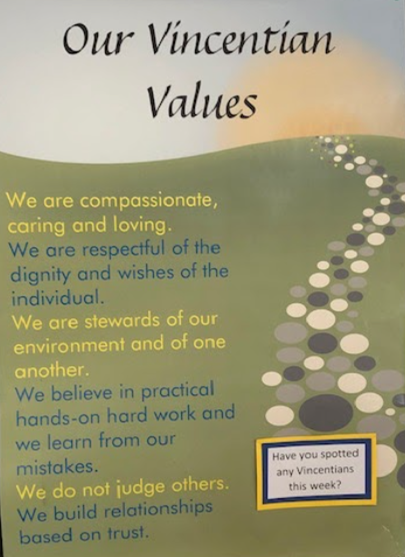 Our Vincentian
Values
We are compassionate,
caring and loving.
We are respectful of the
dignity and wishes of the
individual.
We are stewards of our
environment and of one
another.
We believe in practical
hands-on hard work and
we learn from our
mistakes.
We do not judge others.
We build relationships
based on trust.
Have you spotted
any Vincentians
this week?